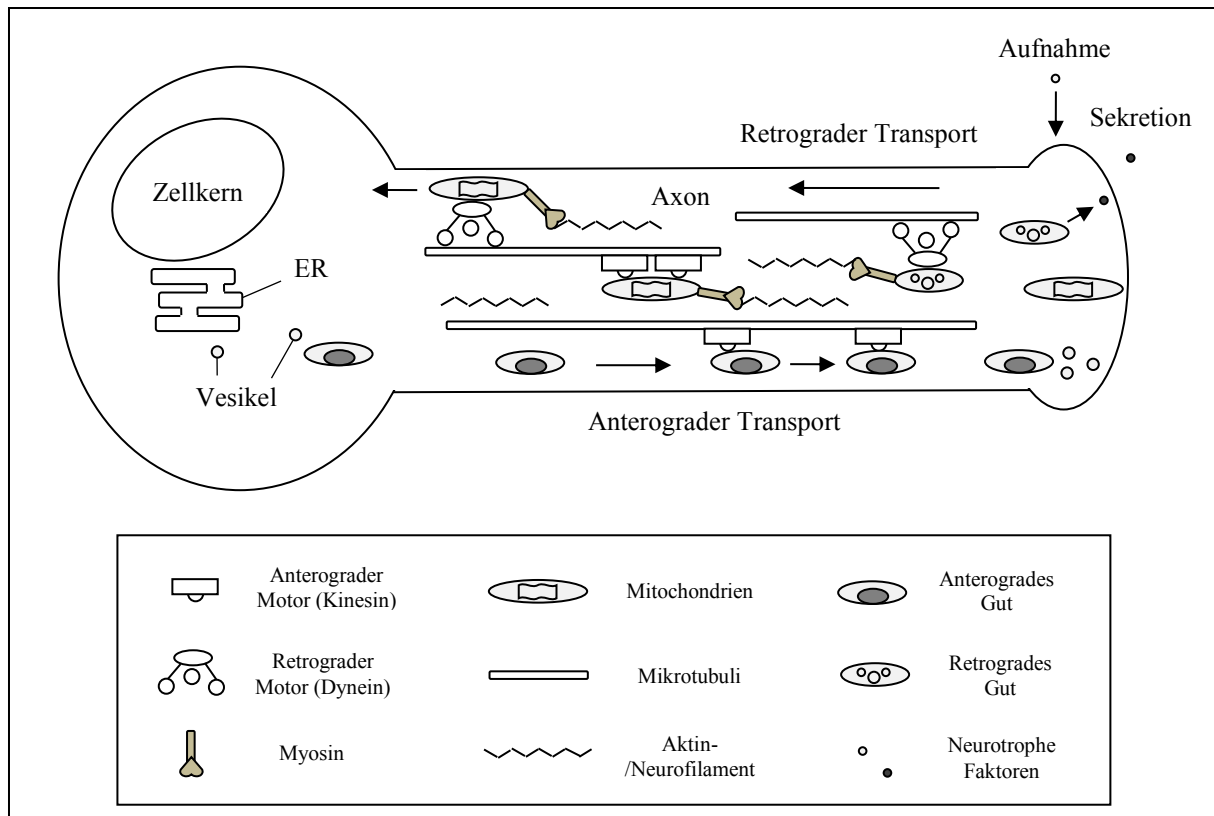 Aufnahme
Sekretion
Retrograder Transport
Zellkern
Axon
ER
Vesikel
Anterograder Transport
Anterograder
Motor (Kinesin)
Mitochondrien
Anterogrades
Gut
Retrograder
Motor (Dynein)
Mikrotubuli
Retrogrades
Gut
Myosin
Aktin-
/Neurofilament
Neurotrophe
Faktoren